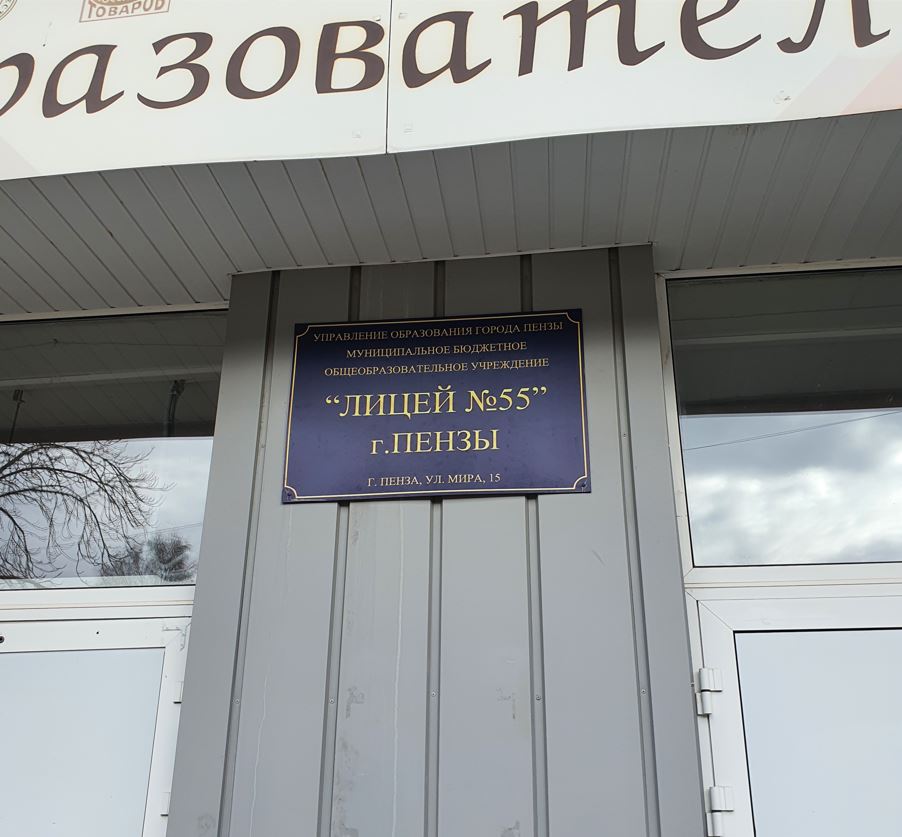 ТОВАРОВ
разовател
УПРАВЛЕНИЕ ОБРАЗОВАНИЯ ГОРОДА ПЕНЗЫ
МУНИЦИПАЛЬНОЕ БЮДЖЕТНОЕ
ОБЩЕОБРАЗОВАТЕЛЬНОЕ УЧРЕЖДЕНИЕ
“ЛИЦЕЙ №55”
г.ПЕНЗЫ
Г. ПЕНЗА, УЛ. МИРА, 15